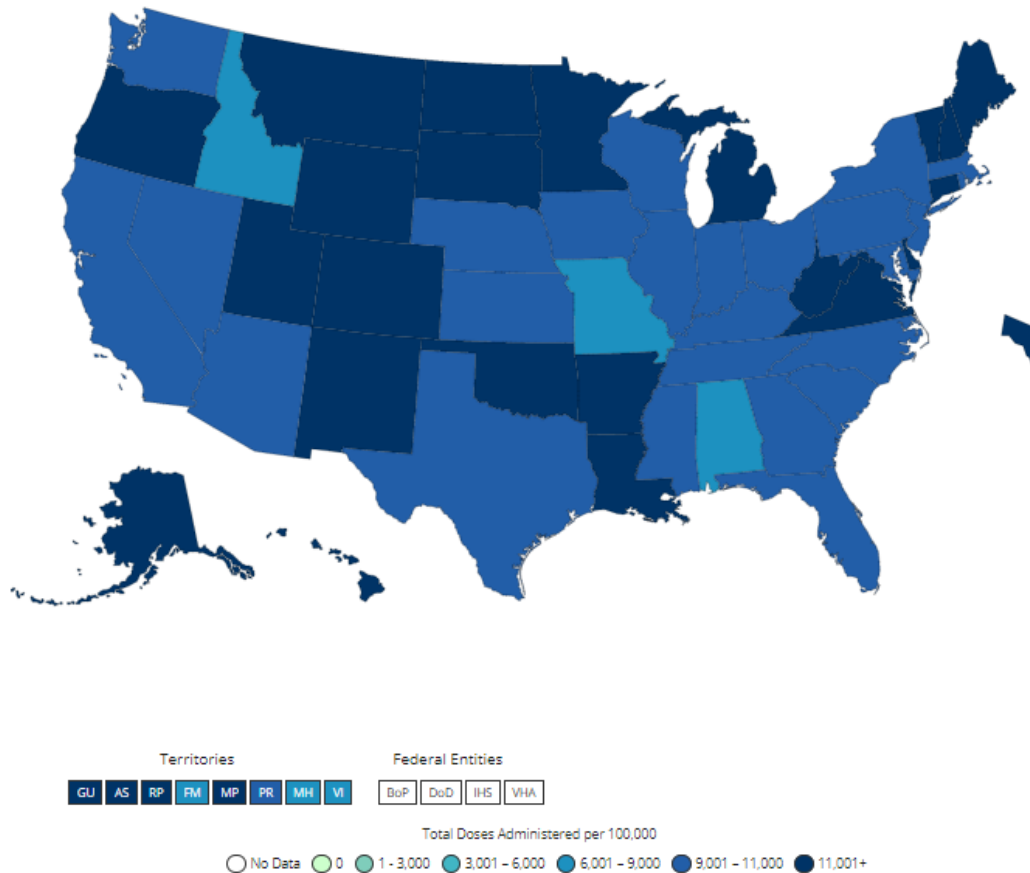 Territories Federal Entities
GU AS RP FM MP PR MH VI BoP DoD IHS VHA
Total Doses Administered per 100,000
No Data 0 1 - 3,000 3,001 – 6,000 6,001 – 9,000 9,001 – 11,000 11,001+